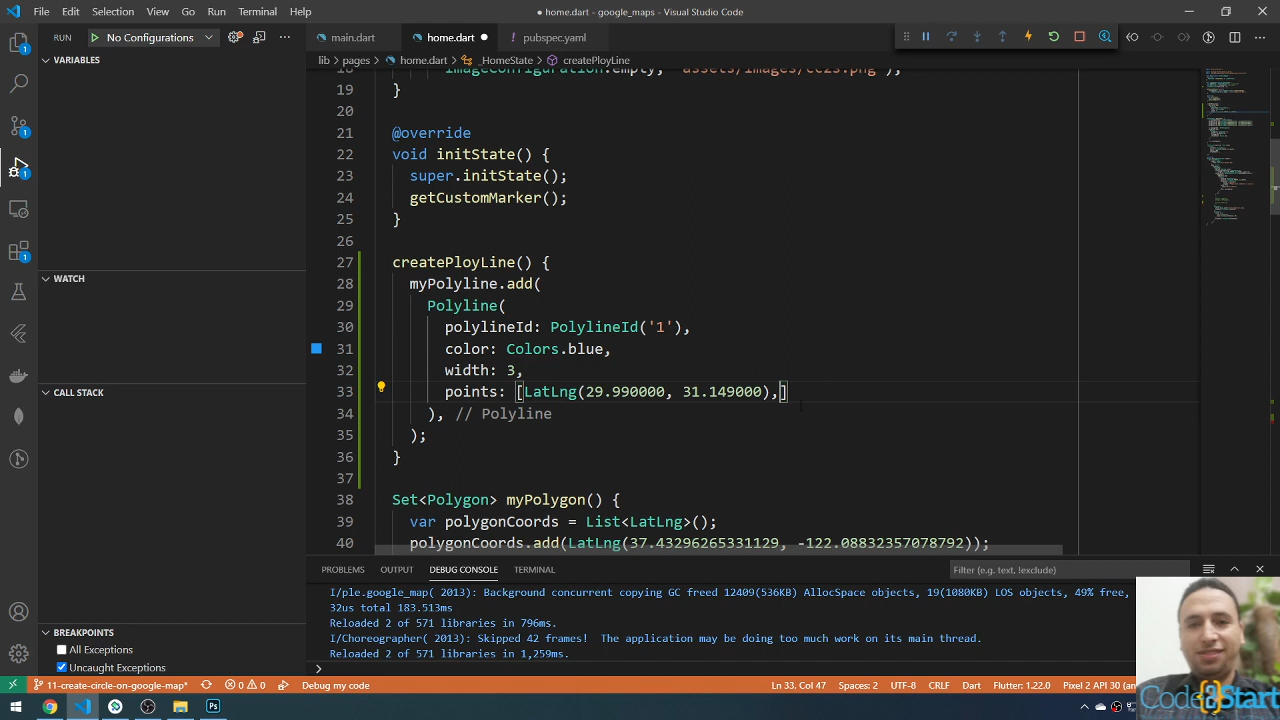 File Edit Selection View Go Run Terminal Help
● home.dart - google_maps - Visual Studio Code
RUN No Configurations
main.dart home.dart pubspec.yaml
lib > pages > home.dart > _HomeState > createPloyLine
VARIABLES
WATCH
CALL STACK
BREAKPOINTS
All Exceptions
Uncaught Exceptions
imageConfiguration.empty, 'assets/images/cc2s.png');
19 }
20
21 @override
22 void initState() {
23 super.initState();
24 getcustomMarker();
25 }
26
27 createPloyLine() {
28 myPolyline.add(
29 Polyline(
30 polylineId: PolylineId('1'),
31 color: Colors.blue,
32 width: 3,
33 points: [LatLng(29.990000, 31.149000),]
34 ), // Polyline
35 );
36 }
37
38 Set<Polygon> myPolygon() {
39 var polygonCoords = List<LatLng>();
40 polygonCoords.add(LatLng(37.43296265331129, -122.08832357078792));
PROBLEMS OUTPUT DEBUG CONSOLE TERMINAL
Filter (e.g. text, !exclude)
I/ple.google_map( 2013): Background concurrent copying GC freed 12409(536KB) AllocSpace objects, 19(1080KB) LOS objects, 49% free,
32us total 183.513ms
Reloaded 2 of 571 libraries in 796ms.
I/Choreographer( 2013): Skipped 42 frames! The application may be doing too much work on its main thread.
Reloaded 2 of 571 libraries in 1,259ms.
>
11-create-circle-on-google-map* 0 0 Debug my code
Ln 33, Col 47 Spaces: 2 UTF-8 CRLF Dart Flutter: 1.22.0 Pixel 2 API 30
Code2Start